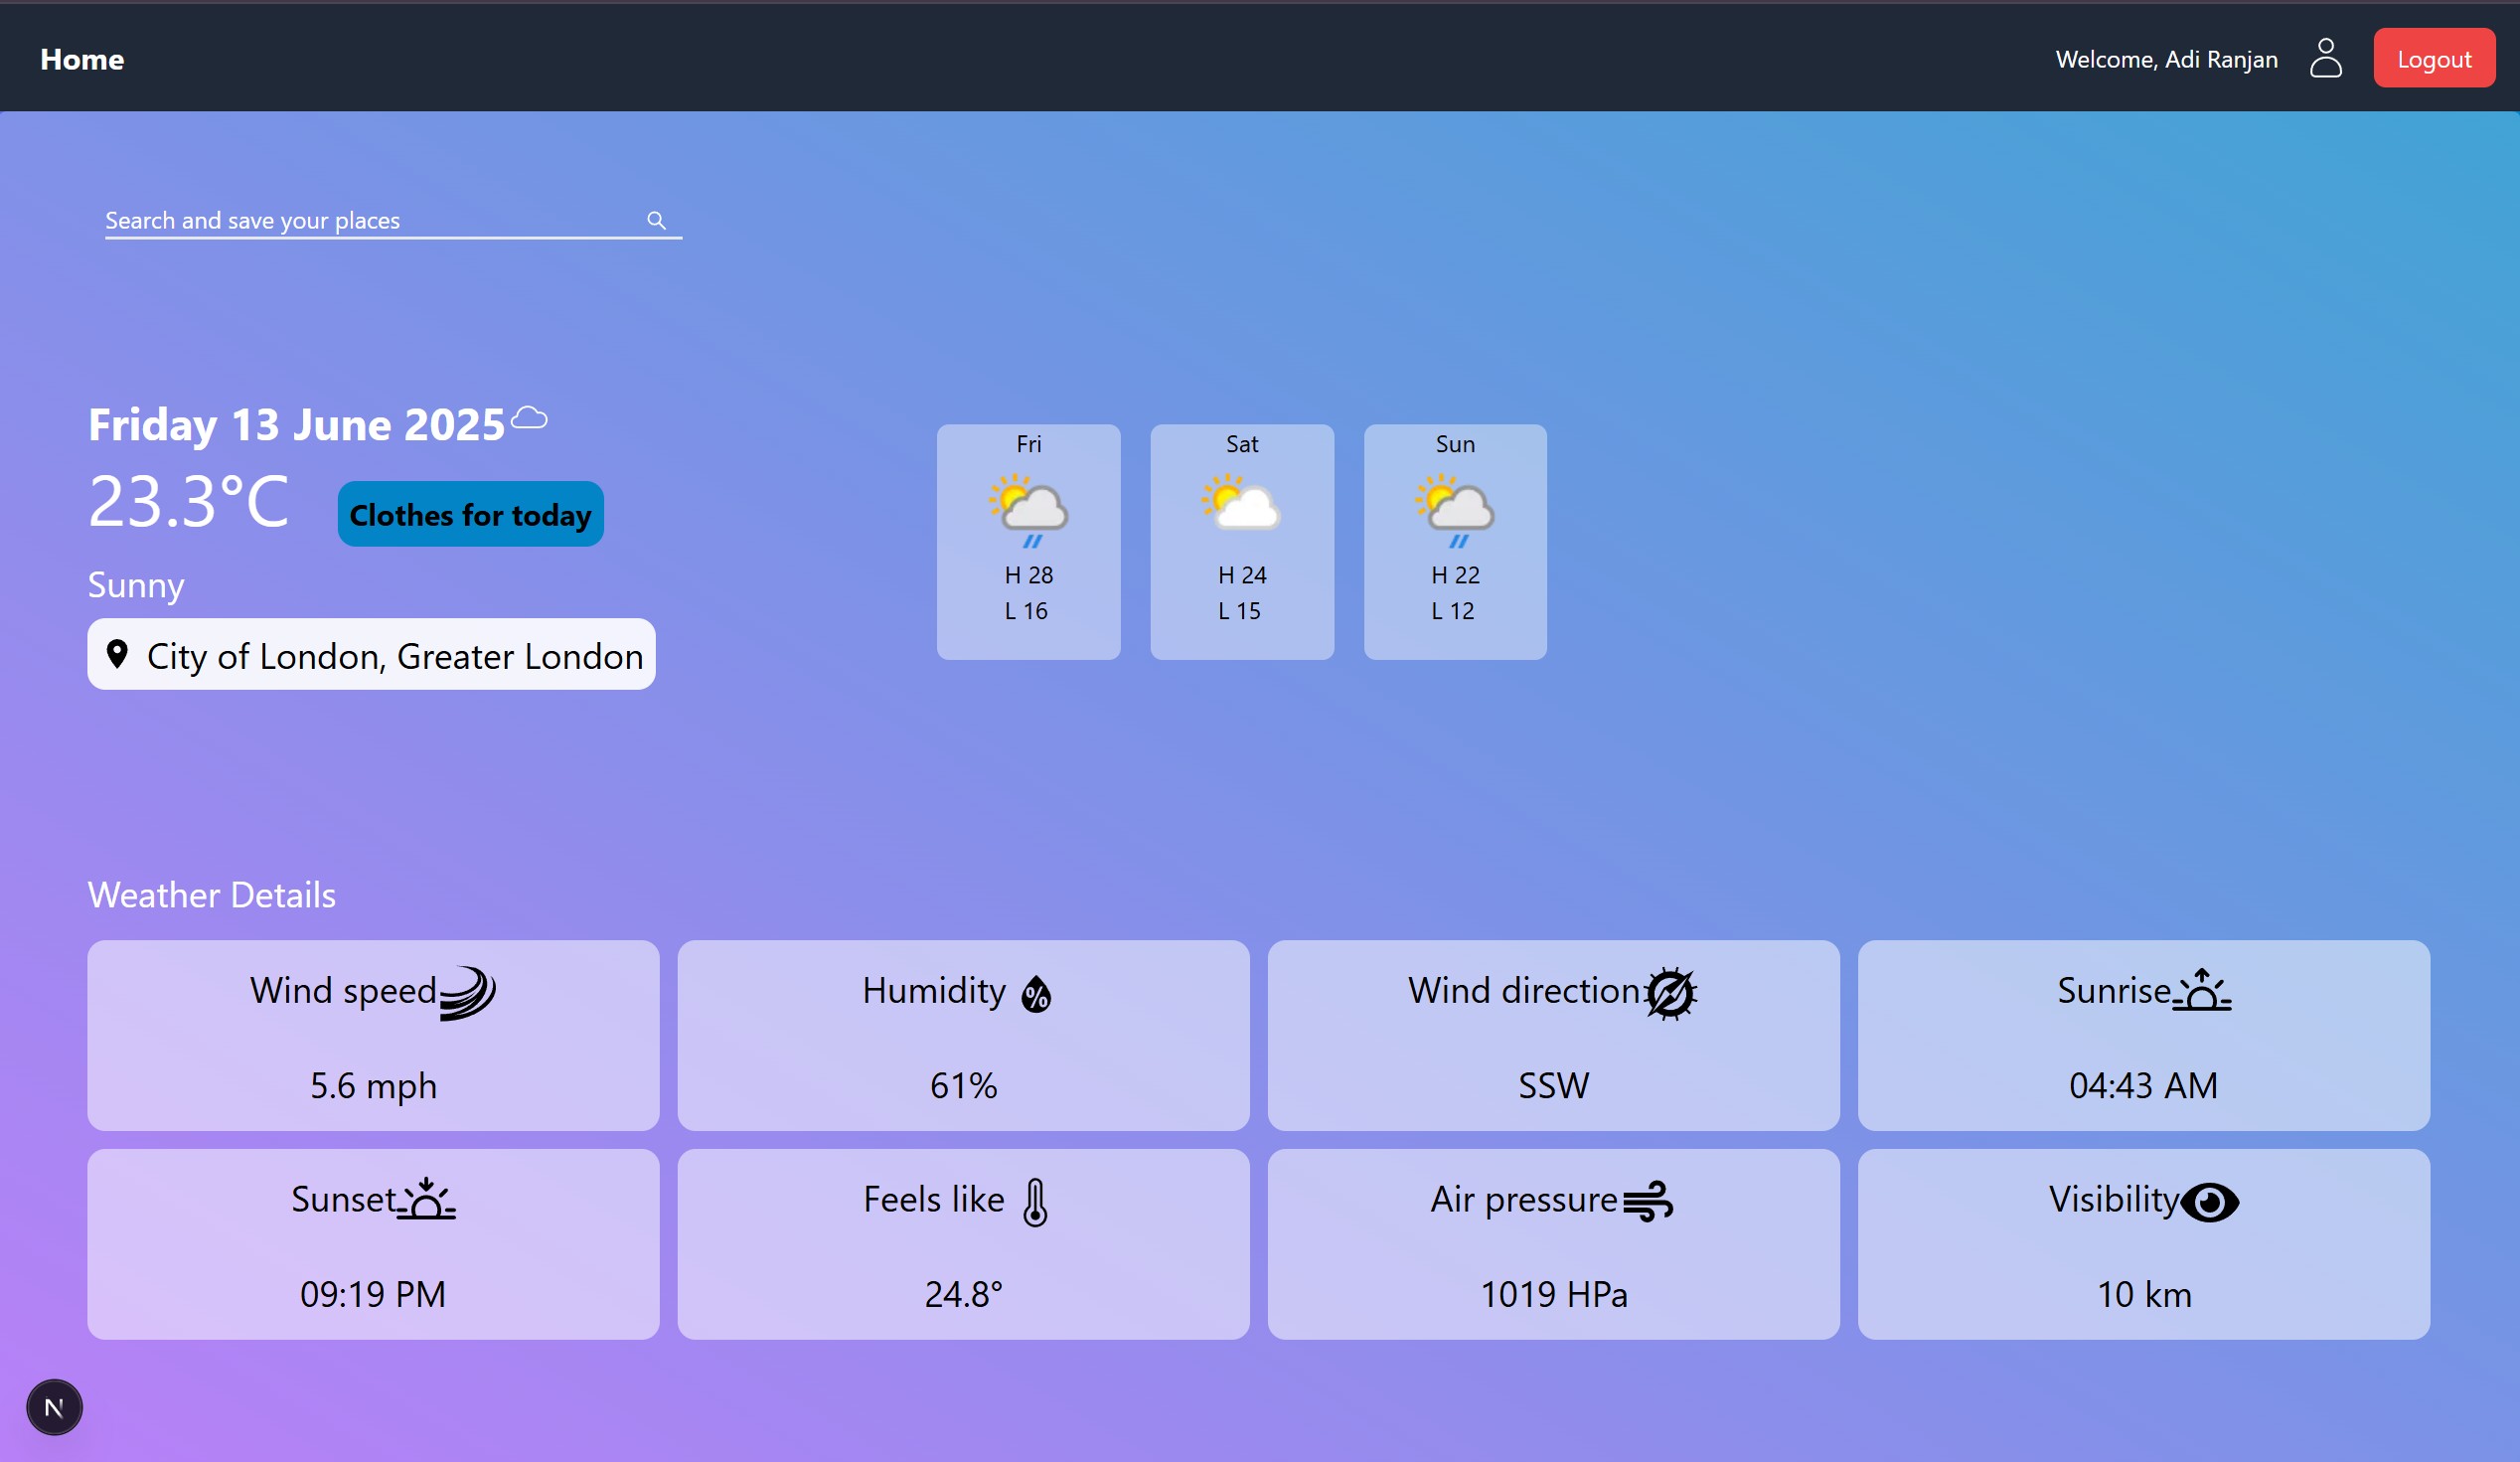 Home
Welcome, Adi Ranjan
Logout
Search and save your places
Friday 13 June 2025
23.3°C
Clothes for today
Sunny
City of London, Greater London
Fri
H 28
L 16
Sat
H 24
L 15
Sun
H 22
L 12
Weather Details
Wind speed
5.6 mph
Humidity
%
61%
Wind direction
SSW
Sunrise
04:43 AM
Sunset
09:19 PM
Feels like
24.8°
Air pressure
1019 HPa
Visibility
10 km
N